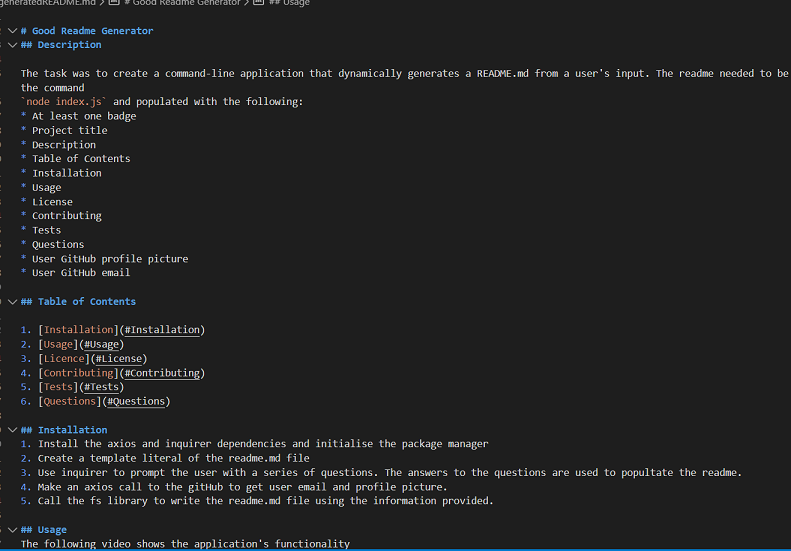 generatedREADME.md > # Good Readme Generator > ## Usage
# Good Readme Generator
## Description
The task was to create a command-line application that dynamically generates a README.md from a user's input. The readme needed to be
the command
`node index.js` and populated with the following:
* At least one badge
* Project title
* Description
* Table of Contents
* Installation
* Usage
* License
* Contributing
* Tests
* Questions
* User GitHub profile picture
* User GitHub email
## Table of Contents
1. [Installation](#Installation)
2. [Usage](#Usage)
3. [Licence](#License)
4. [Contributing](#Contributing)
5. [Tests](#Tests)
6. [Questions](#Questions)
## Installation
1. Install the axios and inquirer dependencies and initialise the package manager
2. Create a template literal of the readme.md file
3. Use inquirer to prompt the user with a series of questions. The answers to the questions are used to popultate the readme.
4. Make an axios call to the gitHub to get user email and profile picture.
5. Call the fs library to write the readme.md file using the information provided.
## Usage
The following video shows the application's functionality